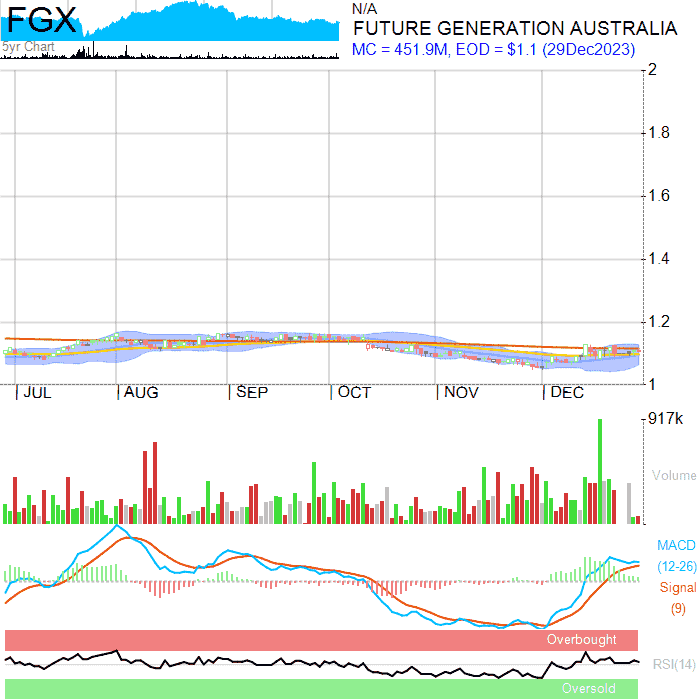 FGX
5yr Chart
N/A
FUTURE GENERATION AUSTRALIA
MC = 451.9M, EOD = $1.1 (29Dec2023)
2
1.8
1.6
1.4
1.2
1
JUL AUG SEP OCT NOV DEC
917k
Volume
MACD
(12-26)
Signal
(9)
Overbought
RSI(14)
Oversold